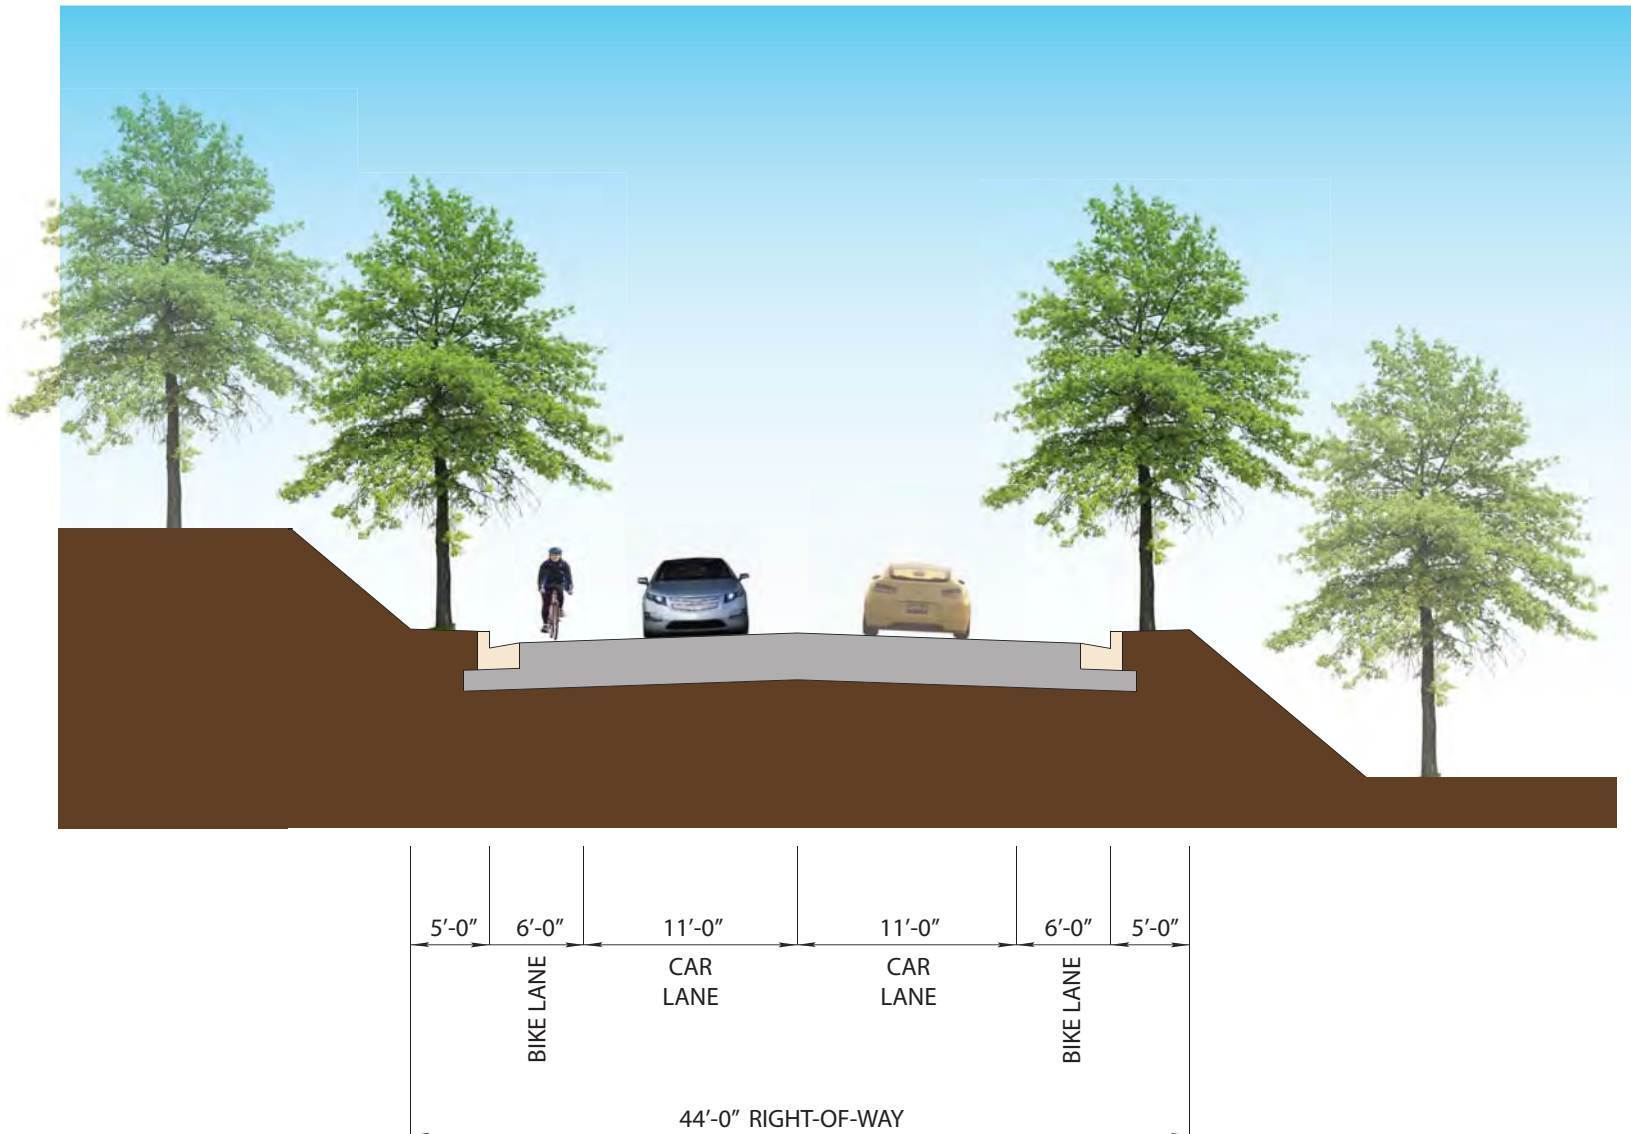 5’-0”
6’-0”
11’-0”
11’-0”
6’-0”
5’-0”
BIKE LANE
CAR
LANE
CAR
LANE
BIKE LANE
44’-0” RIGHT-OF-WAY